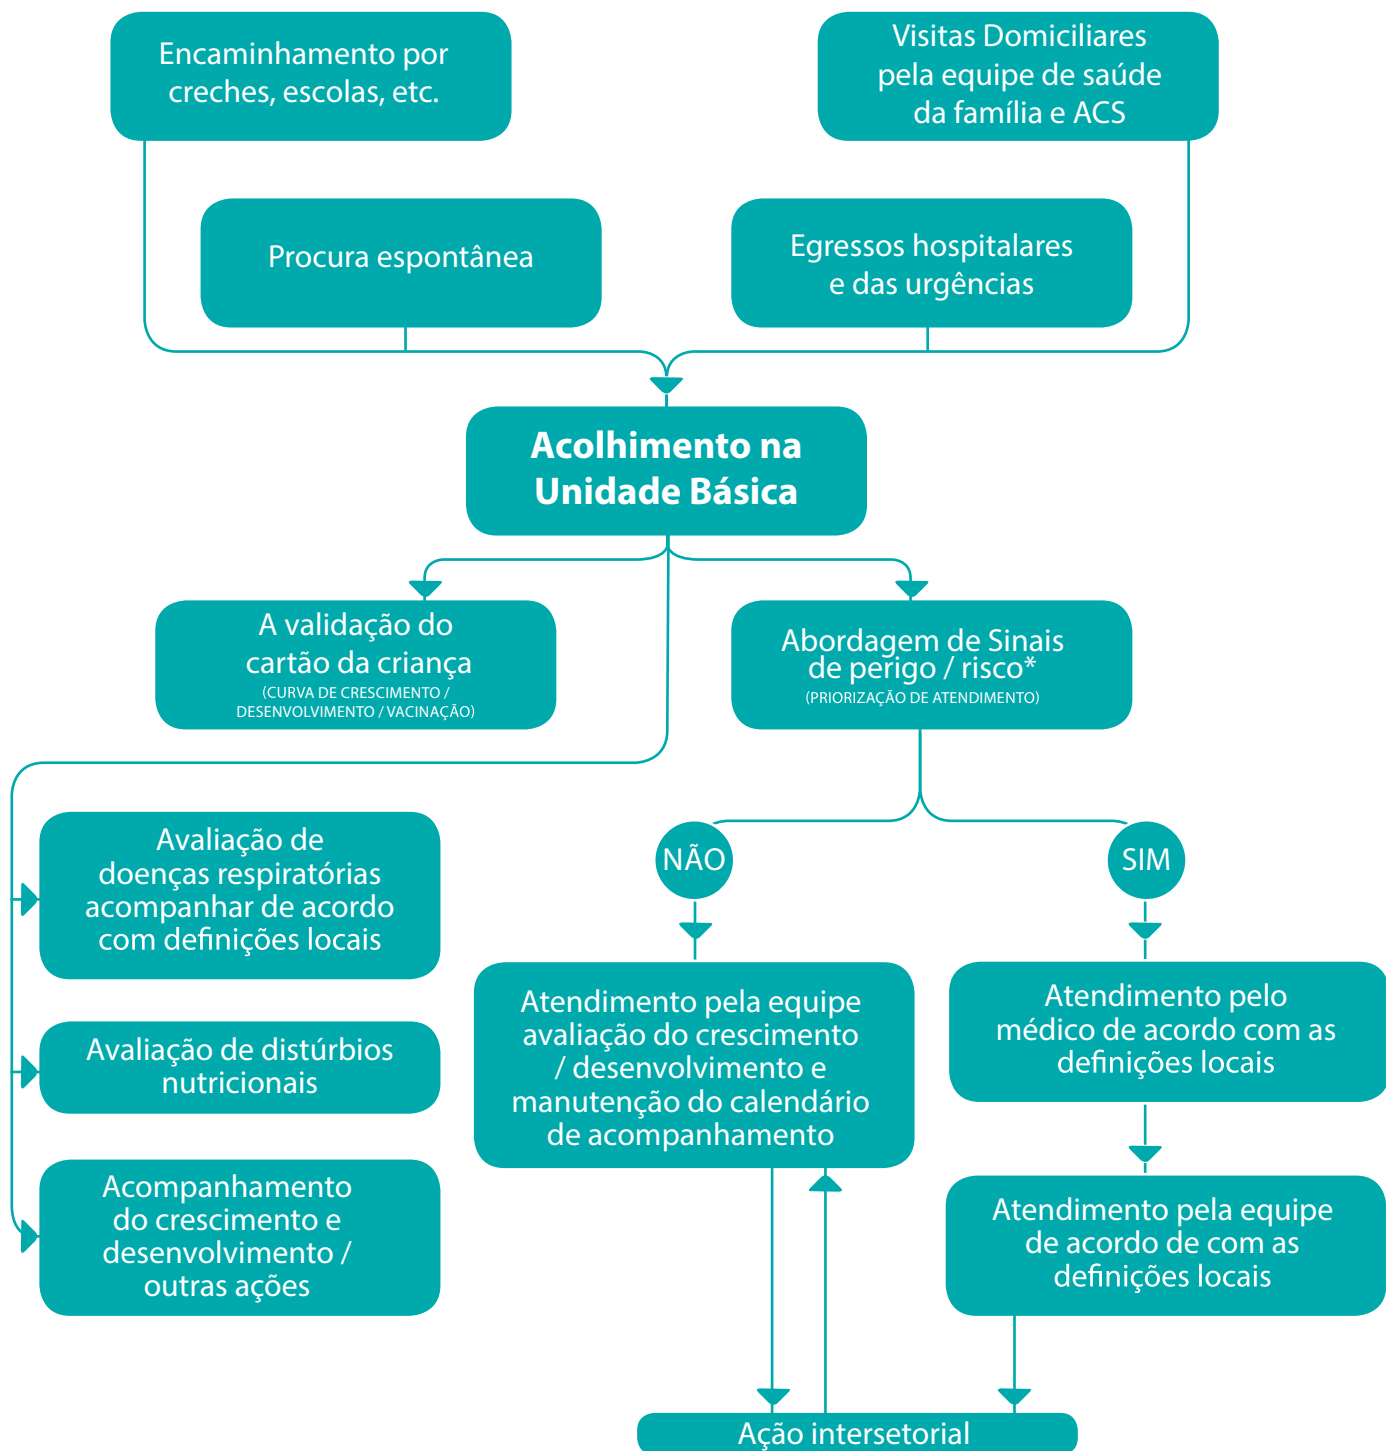 Encaminhamento por
creches, escolas, etc.
Visitas Domiciliares
pela equipe de saúde
da família e ACS
Procura espontânea
Egressos hospitalares
e das urgências
Acolhimento na
Unidade Básica
A validação do
cartão da criança
(CURVA DE CRESCIMENTO /
DESENVOLVIMENTO / VACINAÇÃO)
Abordagem de Sinais
de perigo / risco*
(PRIORIZAÇÃO DE ATENDIMENTO)
Avaliação de
doenças respiratórias
acompanhar de acordo
com definições locais
Avaliação de distúrbios
nutricionais
Acompanhamento
do crescimento e
desenvolvimento /
outras ações
NÃO
SIM
Atendimento pela equipe
avaliação do crescimento
/ desenvolvimento e
manutenção do calendário
de acompanhamento
Atendimento pelo
médico de acordo com as
definições locais
Atendimento pela equipe
de acordo de com as
definições locais
Ação intersetorial